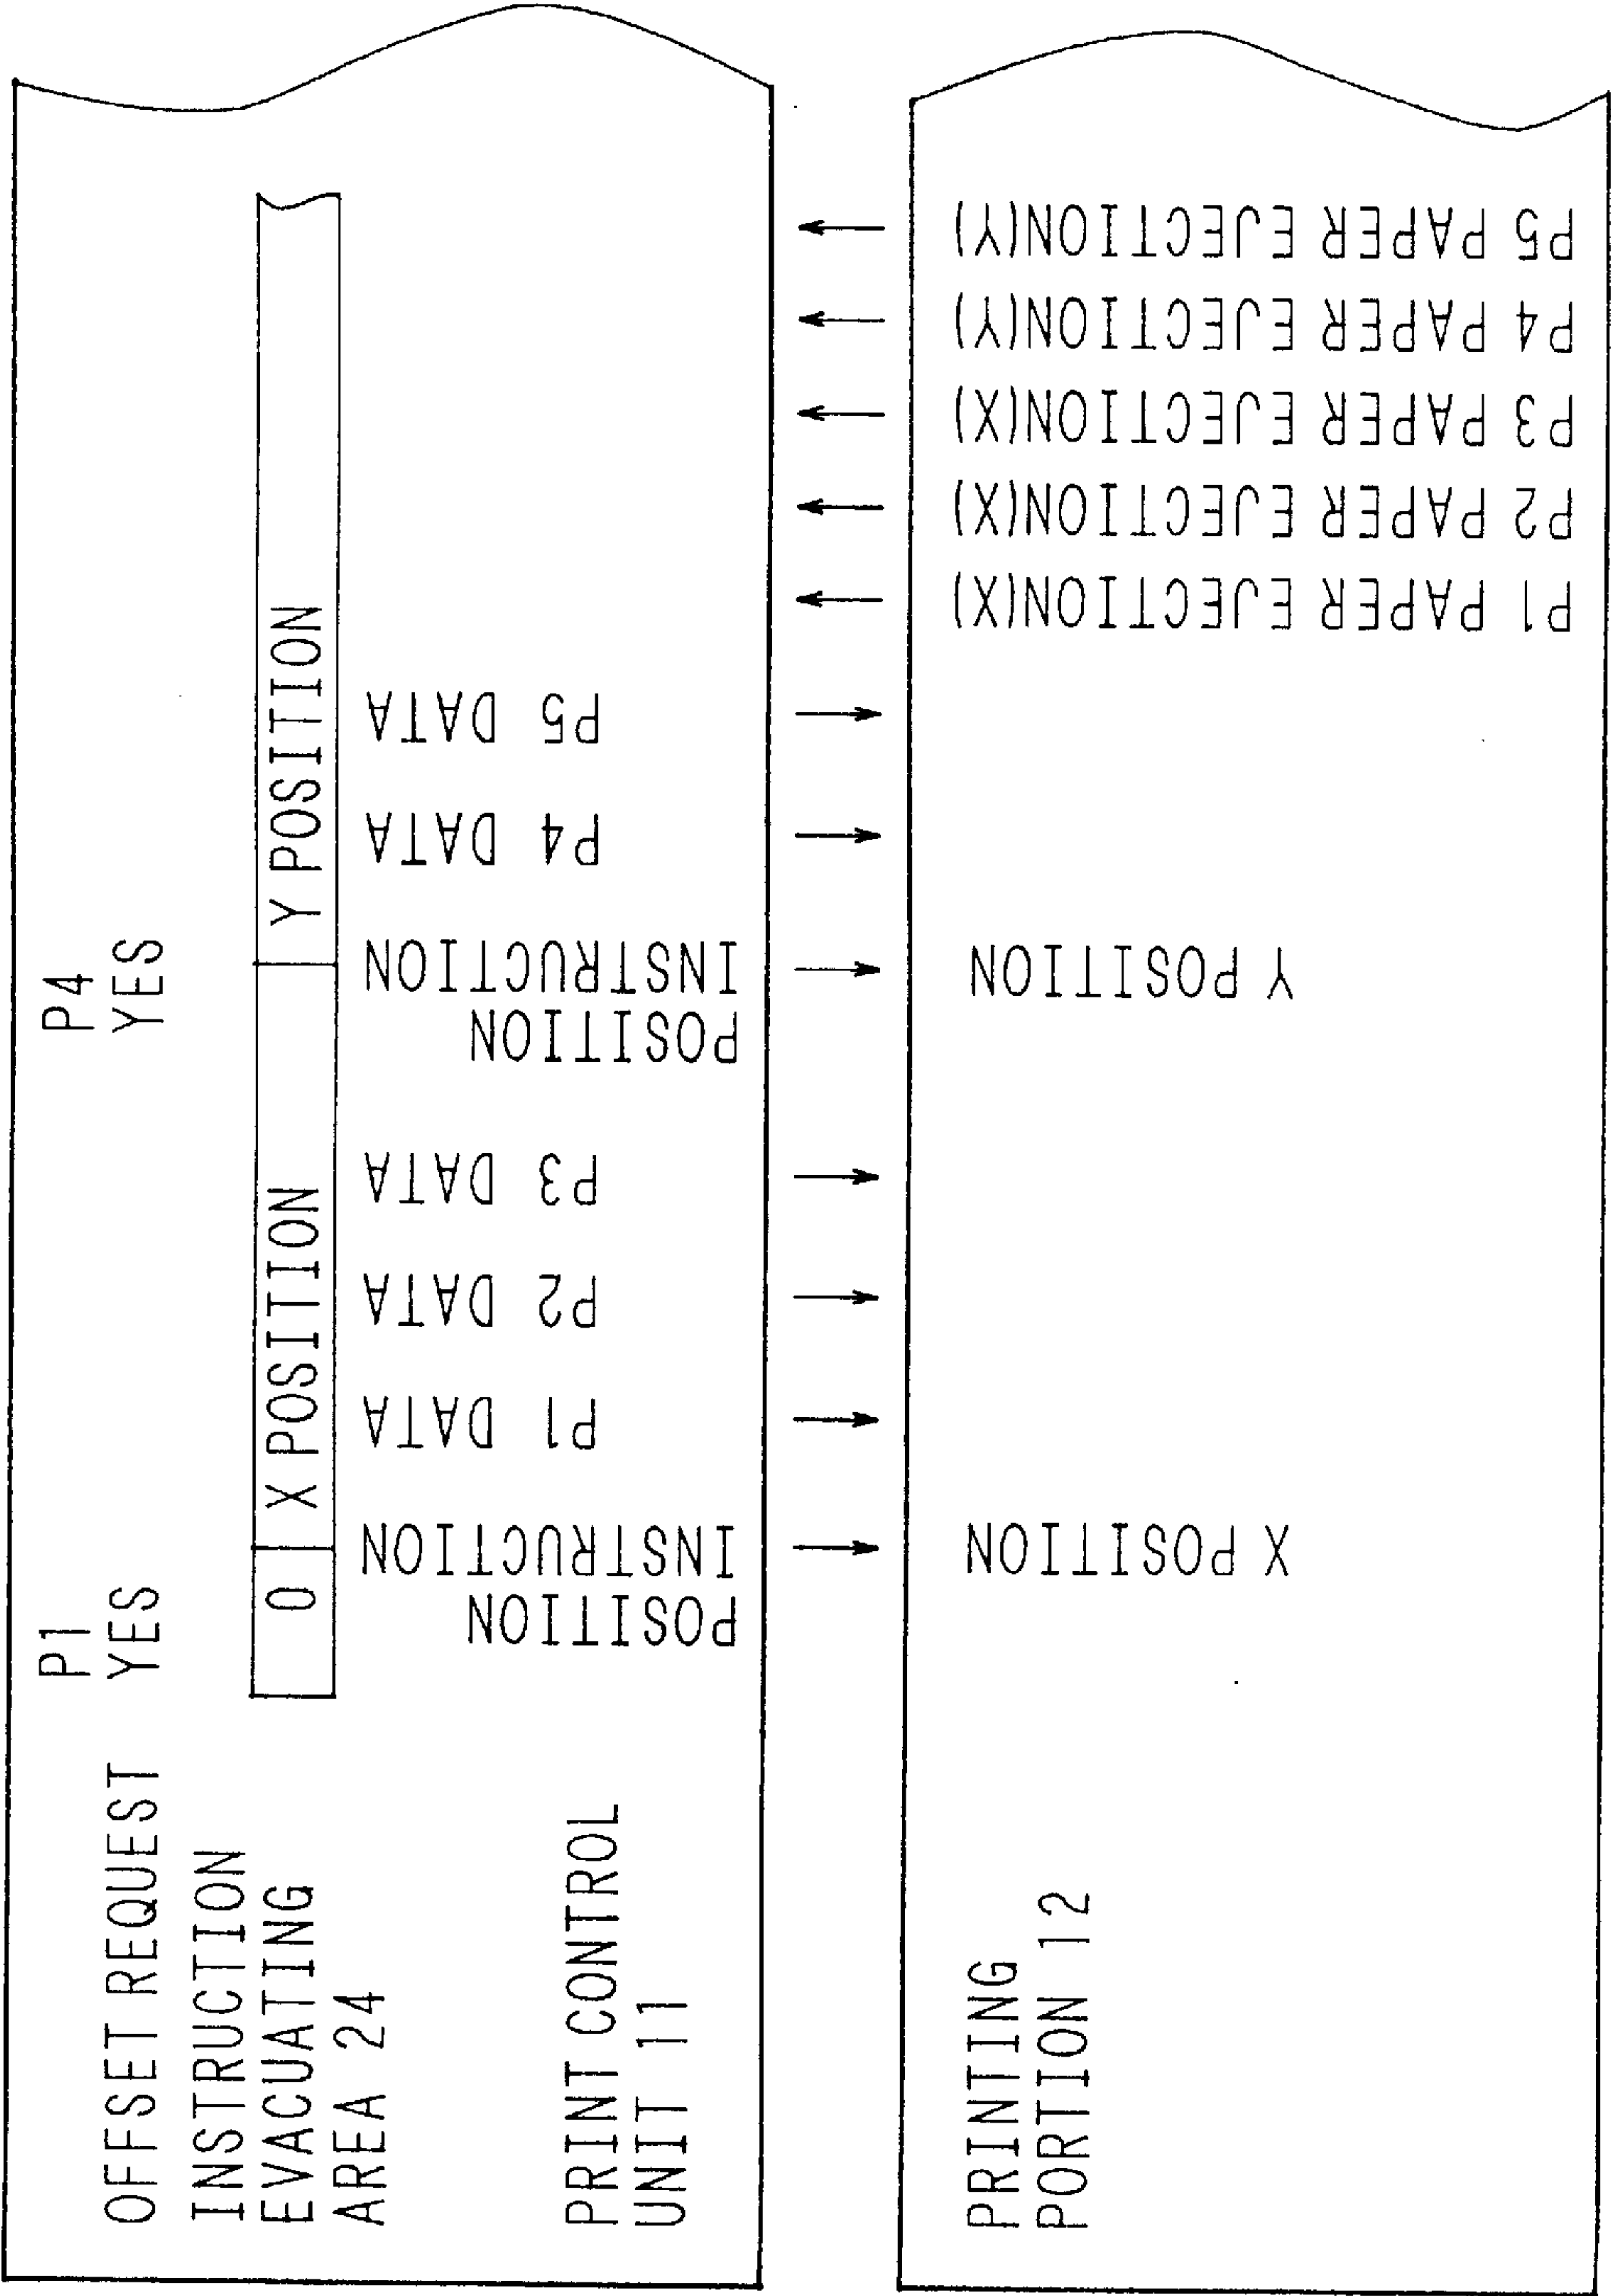 P1
P4
OFFSET REQUEST YES
YES
INSTRUCTION
EVACUATING
AREA 24
0
X POSITION
Y POSITION
PRINT CONTROL
UNIT 11
POSITION
INSTRUCTION
P1 DATA
P2 DATA
P3 DATA
POSITION
INSTRUCTION
P4 DATA
P5 DATA
PRINTING
PORTION 12
X POSITION
Y POSITION
P1 PAPER EJECTION(X)
P2 PAPER EJECTION(X)
P3 PAPER EJECTION(X)
P4 PAPER EJECTION(Y)
P5 PAPER EJECTION(Y)